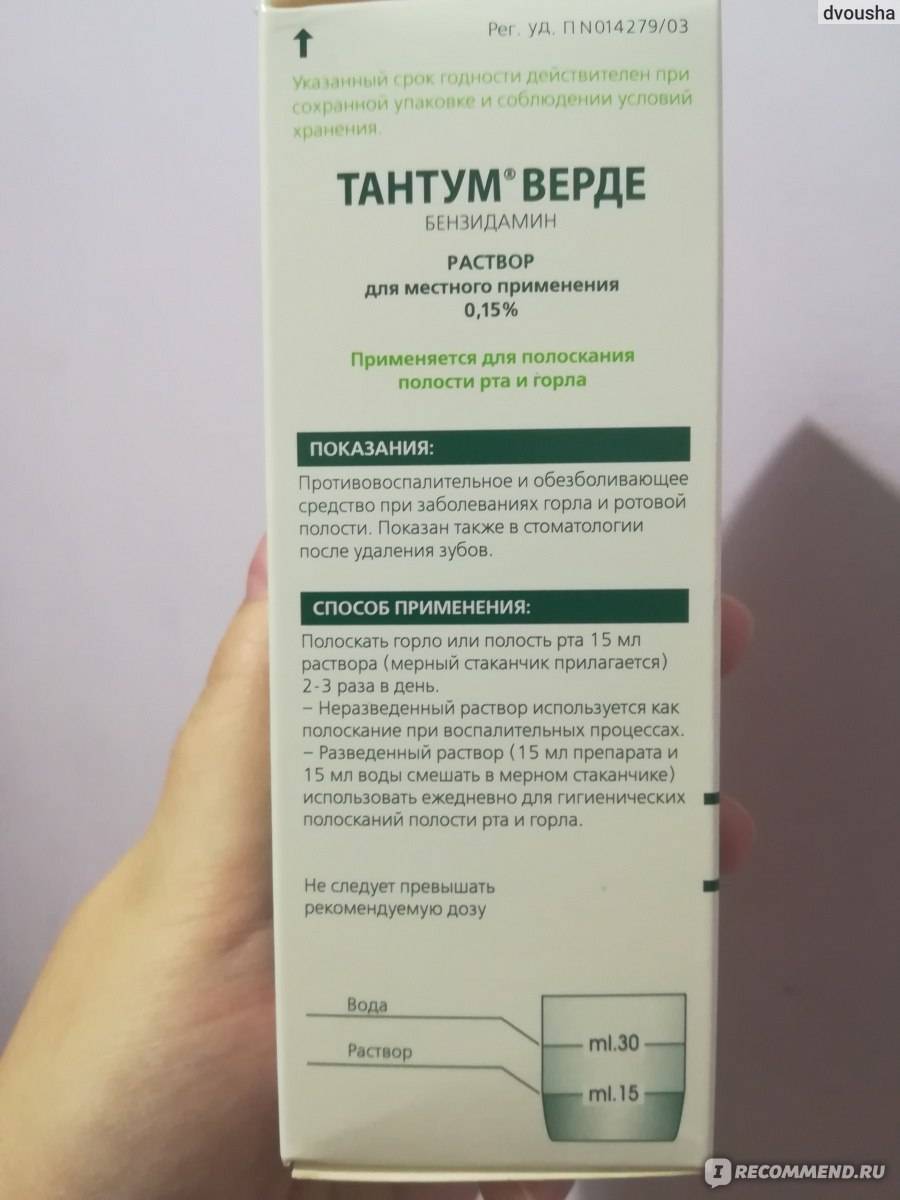 dvousha
Рег. уд. П N014279/03
Указанный срок годности действителен при
сохранной упаковке и соблюдении условий
хранения.
ТАНТУМ® ВЕРДЕ
БЕНЗИДАМИН
РАСТВОР
для местного применения
0,15%
Применяется для полоскания
полости рта и горла
ПОКАЗАНИЯ:
Противовоспалительное и обезболивающее
средство при заболеваниях горла и ротовой
полости. Показан также в стоматологии
после удаления зубов.
СПОСОБ ПРИМЕНЕНИЯ:
Полоскать горло или полость рта 15 мл
раствора (мерный стаканчик прилагается)
2-3 раза в день.
– Неразведенный раствор используется как
полоскание при воспалительных процессах.
– Разведенный раствор (15 мл препарата и
15 мл воды смешать в мерном стаканчике)
использовать ежедневно для гигиенических
полосканий полости рта и горла.
Не следует превышать
рекомендуемую дозу
Вода
ml.30
Раствор
ml.15
I RECOMMEND.RU